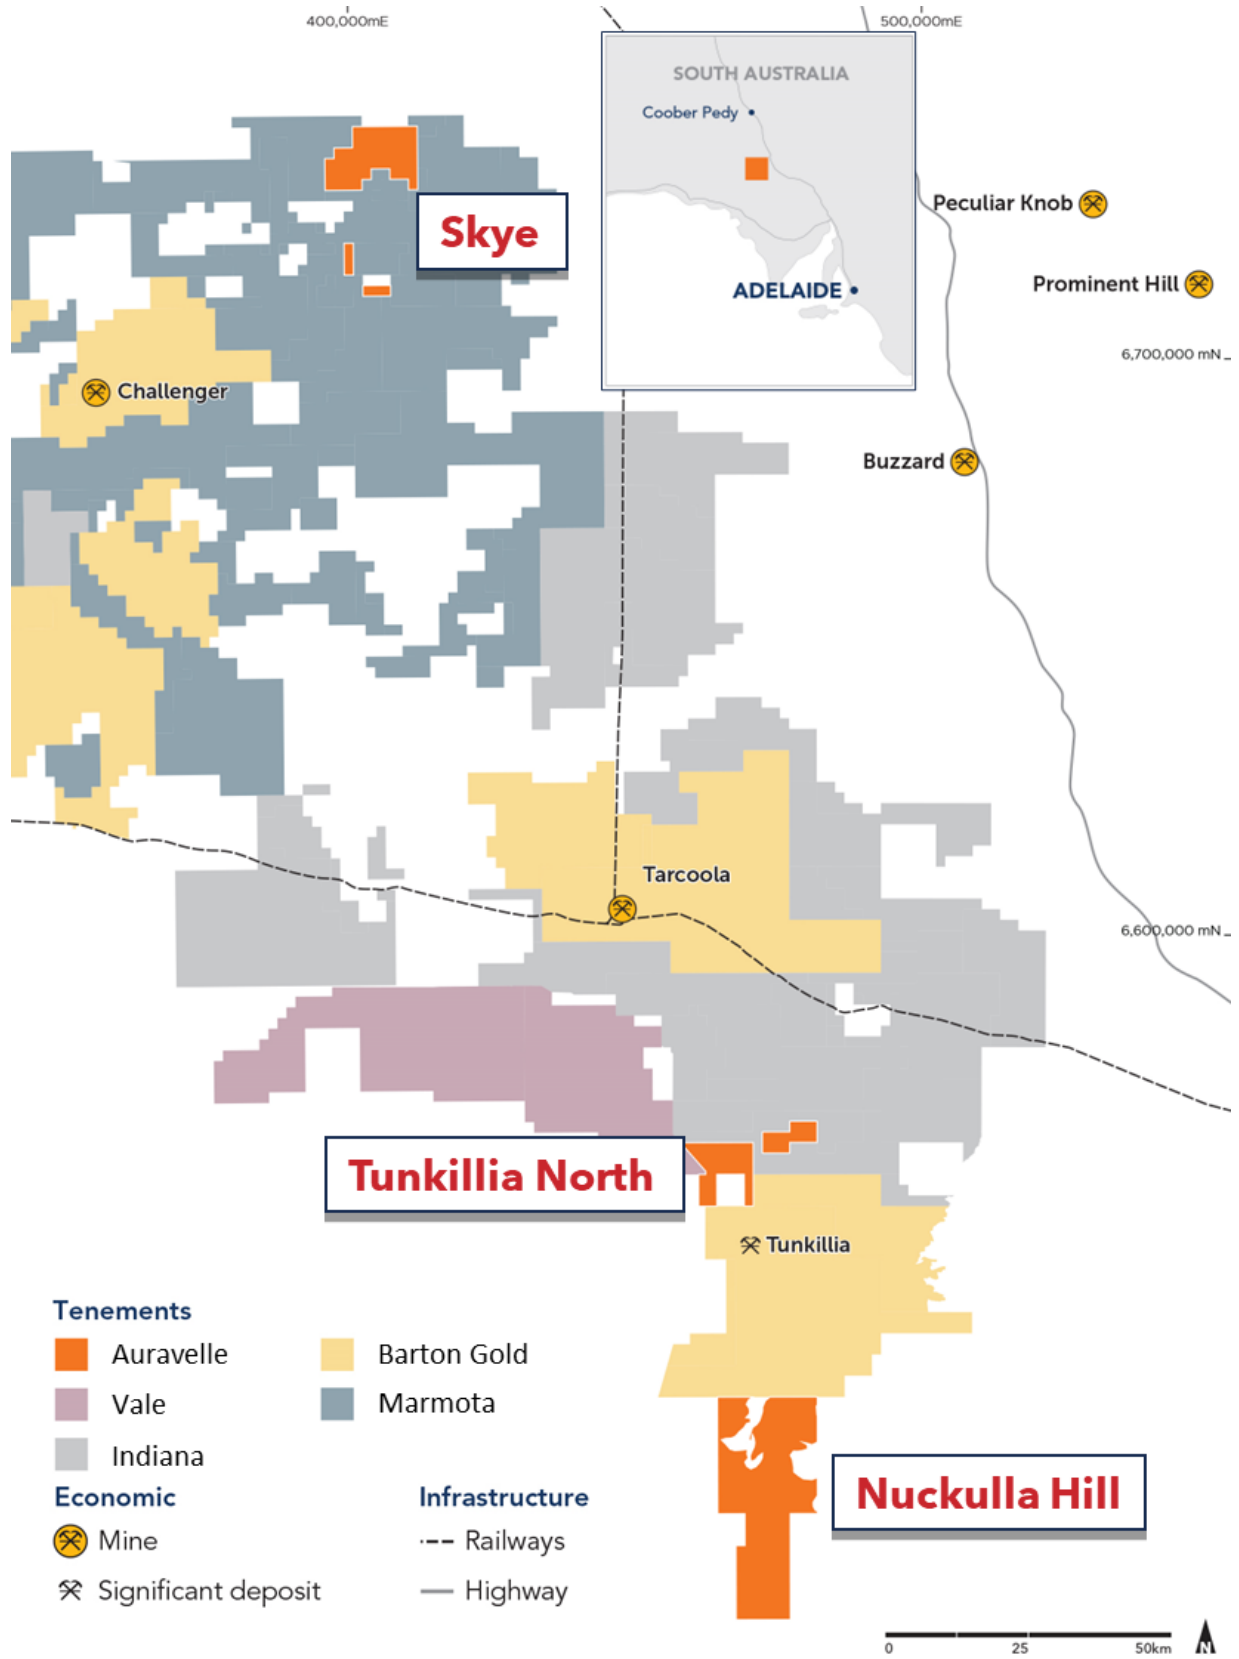 400,000mE
500,000mE
SOUTH AUSTRALIA
Coober Pedy
ADELAIDE
Peculiar Knob
Skye
Prominent Hill
6,700,000 mN
Challenger
Buzzard
Tarcoola
6,600,000 mN
Tunkillia North
Tunkillia
Tenements
Auravelle
Barton Gold
Vale
Marmota
Indiana
Nuckulla Hill
Economic
Infrastructure
Mine
Railways
Significant deposit
Highway
0 25 50km
N